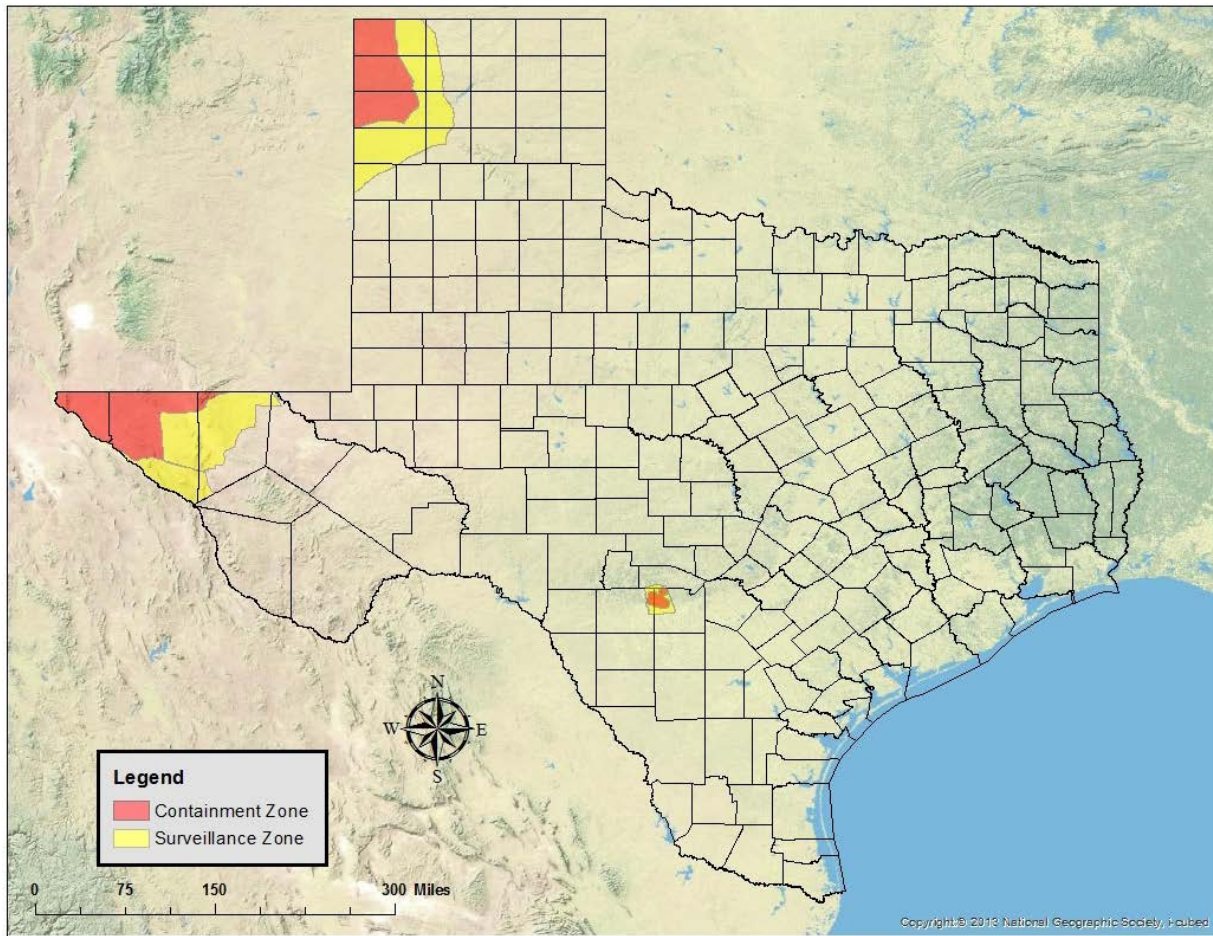 N
W E
S
Legend
Containment Zone
Surveillance Zone
0 75 150 300 Miles
Copyright:© 2013 National Geographic Society, i-cubed